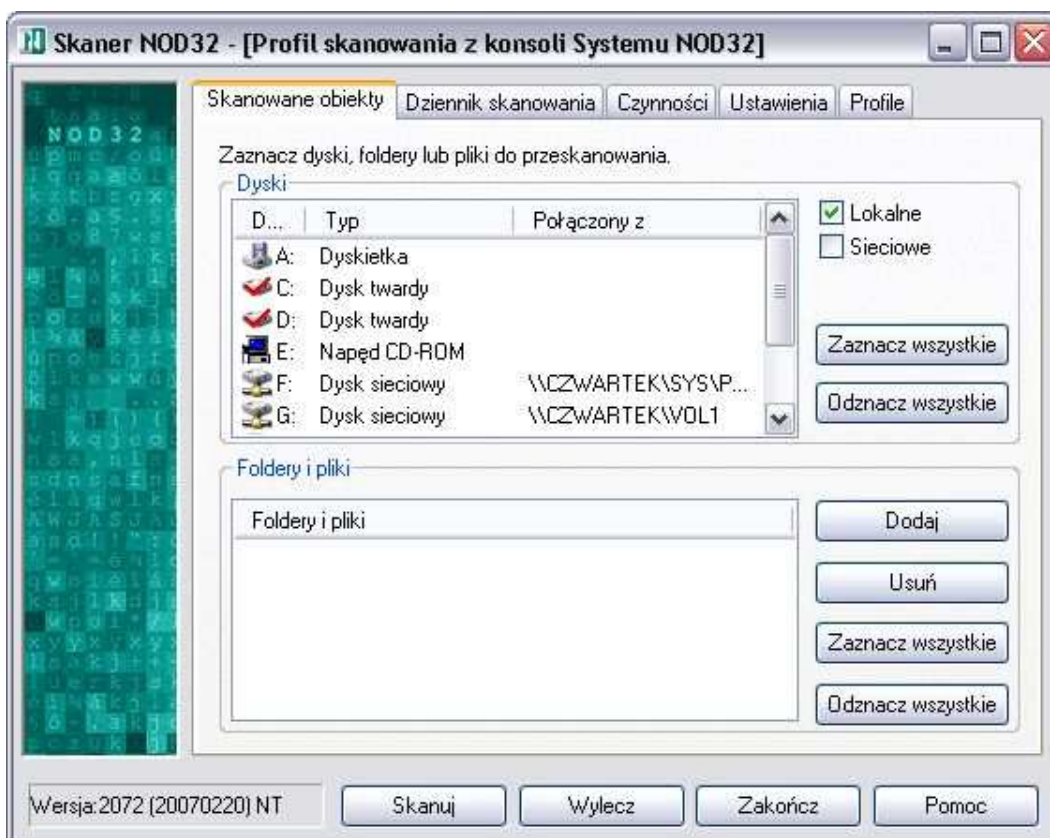 Skaner NOD32 - [Profil skanowania z konsoli Systemu NOD32]
NOD32
Skanowane obiekty Dziennik skanowania Czynności Ustawienia Profile
Zaznacz dyski, foldery lub pliki do przeskanowania.
Dyski
D... Typ Połączony z
A: Dyskietka
C: Dysk twardy
D: Dysk twardy
E: Napęd CD-ROM
F: Dysk sieciowy \\CZWARTEK\SYS\P...
G: Dysk sieciowy \\CZWARTEK\VOL1
Lokalne
Sieciowe
Zaznacz wszystkie
Odznacz wszystkie
Foldery i pliki
Foldery i pliki
Dodaj
Usuń
Zaznacz wszystkie
Odznacz wszystkie
Wersja:2072 (20070220) NT Skanuj Wylecz Zakończ Pomoc